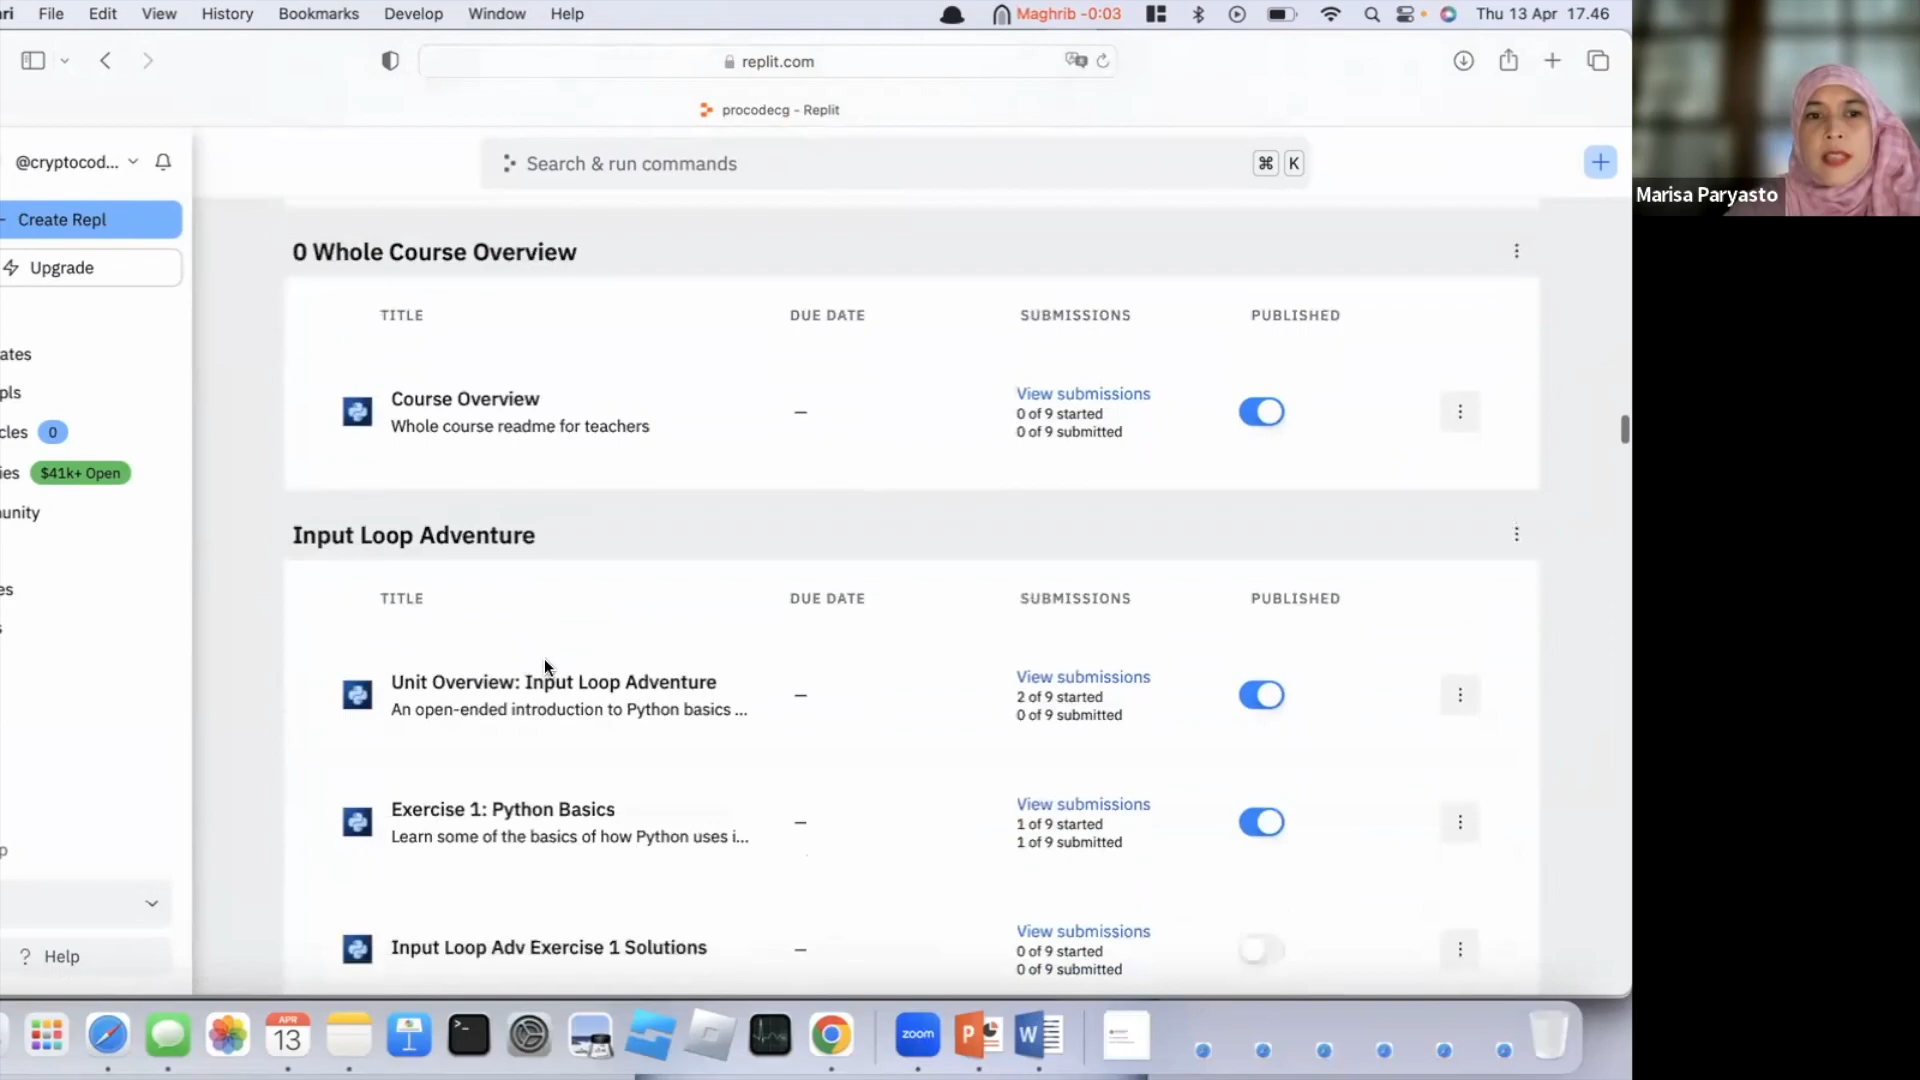 ri File Edit View History Bookmarks Develop Window Help Maghrib -0:03 Thu 13 Apr 17.46
replit.com
procodecg - Replit
@cryptocod...
Search & run commands
⌘ K
+
Create Repl
Upgrade
ates
pls
cles 0
ies $41k+ Open
unity
es
s
p
? Help
0 Whole Course Overview
TITLE DUE DATE SUBMISSIONS PUBLISHED
Course Overview
Whole course readme for teachers
–
View submissions
0 of 9 started
0 of 9 submitted
Input Loop Adventure
TITLE DUE DATE SUBMISSIONS PUBLISHED
Unit Overview: Input Loop Adventure
An open-ended introduction to Python basics ...
–
View submissions
2 of 9 started
0 of 9 submitted
Exercise 1: Python Basics
Learn some of the basics of how Python uses i...
–
View submissions
1 of 9 started
1 of 9 submitted
Input Loop Adv Exercise 1 Solutions
–
View submissions
0 of 9 started
0 of 9 submitted
APR
13
zoom
P
W
Marisa Paryasto